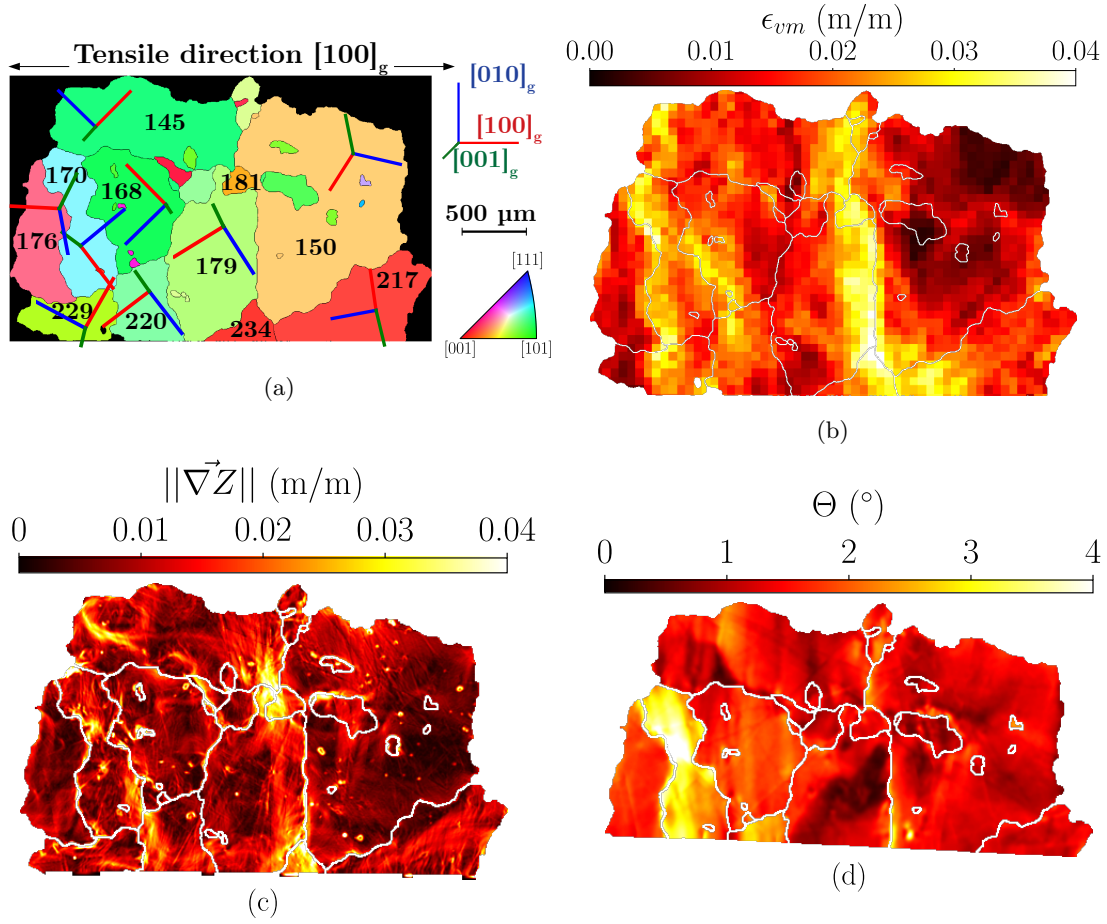 Tensile direction [100]g
[010]g
[100]g
[001]g
145
170
168
181
176
179
150
217
229
220
234
500 μm
[111]
[001]
[101]
(a)
ϵvm (m/m)
0.00 0.01 0.02 0.03 0.04
(b)
||∇⃗Z|| (m/m)
0 0.01 0.02 0.03 0.04
(c)
Θ (°)
0 1 2 3 4
(d)